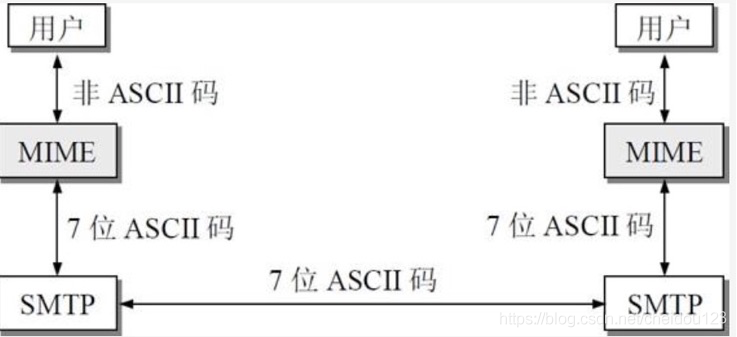 用户
用户
非 ASCII 码
非 ASCII 码
MIME
MIME
7 位 ASCII 码
7 位 ASCII 码
7 位 ASCII 码
SMTP
SMTP
https://blog.csdn.net/cheidou123